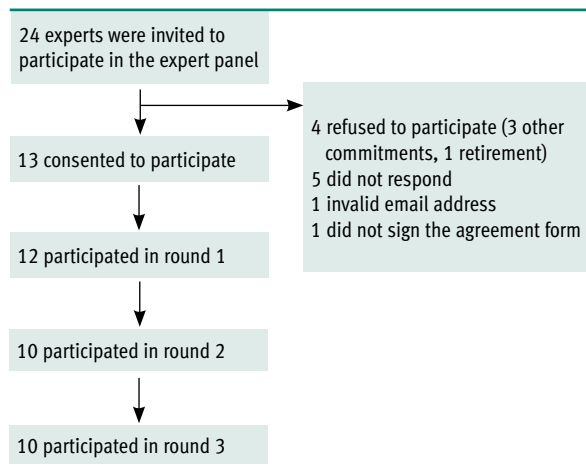 24 experts were invited to
participate in the expert panel
4 refused to participate (3 other
commitments, 1 retirement)
5 did not respond
1 invalid email address
1 did not sign the agreement form
13 consented to participate
12 participated in round 1
10 participated in round 2
10 participated in round 3